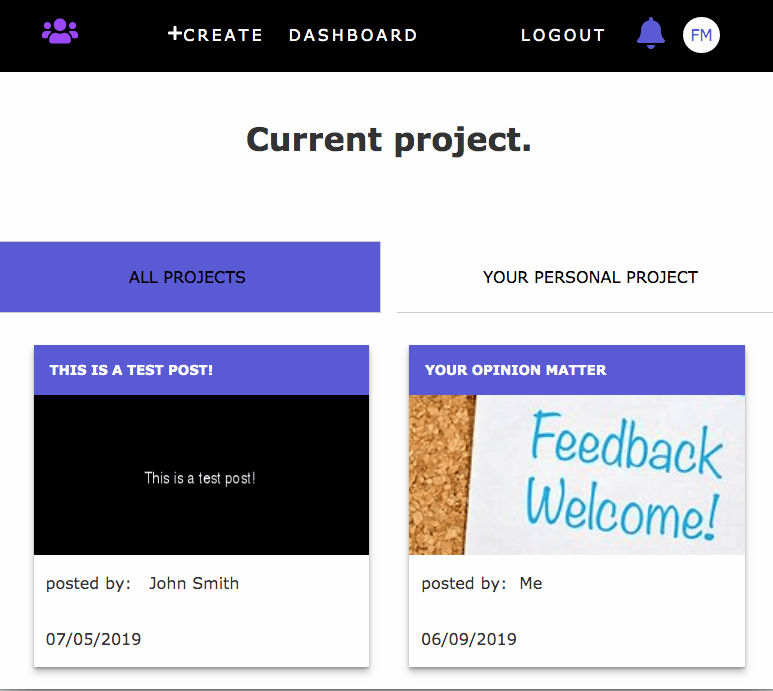 +CREATE DASHBOARD LOGOUT FM
Current project.
ALL PROJECTS YOUR PERSONAL PROJECT
THIS IS A TEST POST!
This is a test post!
posted by: John Smith
07/05/2019
YOUR OPINION MATTER
Feedback
Welcome!
posted by: Me
06/09/2019